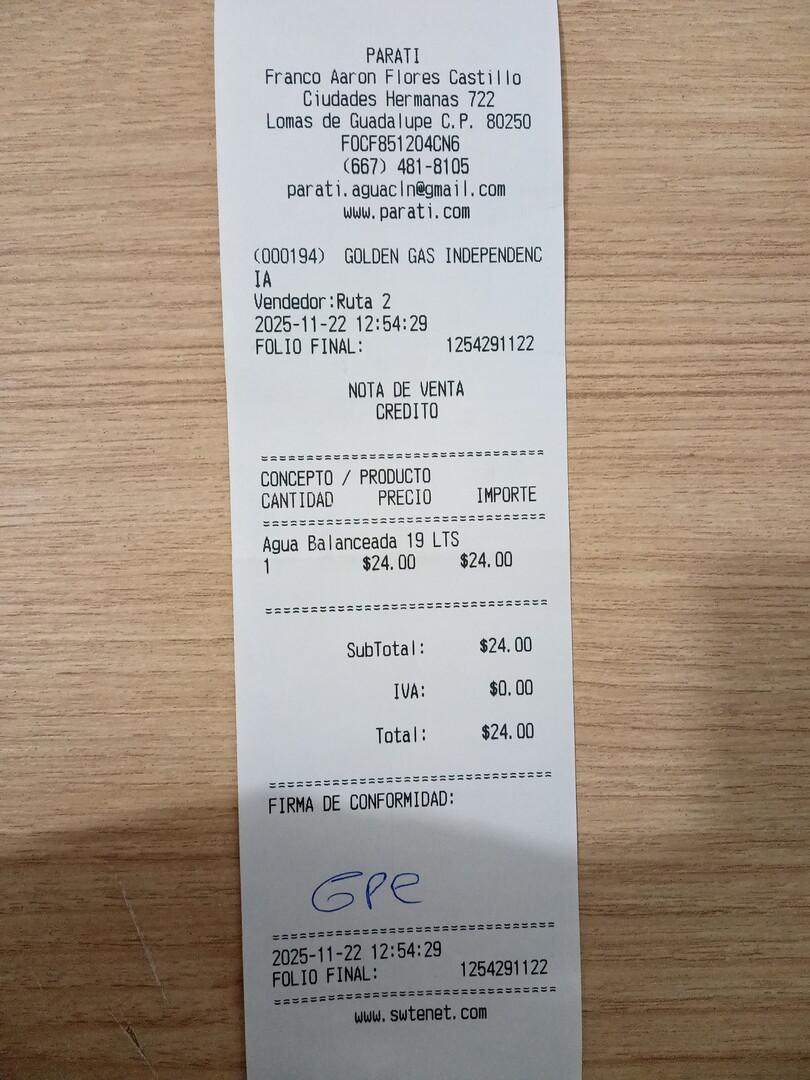 PARATI
Franco Aaron Flores Castillo
Ciudades Hermanas 722
Lomas de Guadalupe C.P. 80250
FOCF851204CN6
(667) 481-8105
parati.aguacln@gmail.com
www.parati.com
(000194) GOLDEN GAS INDEPENDENC
IA
Vendedor:Ruta 2
2025-11-22 12:54:29
FOLIO FINAL: 1254291122
NOTA DE VENTA
CREDITO
CONCEPTO / PRODUCTO
CANTIDAD PRECIO IMPORTE
Agua Balanceada 19 LTS
1 $24.00 $24.00
SubTotal: $24.00
IVA: $0.00
Total: $24.00
FIRMA DE CONFORMIDAD:
GPE
2025-11-22 12:54:29
FOLIO FINAL: 1254291122
www.swtenet.com